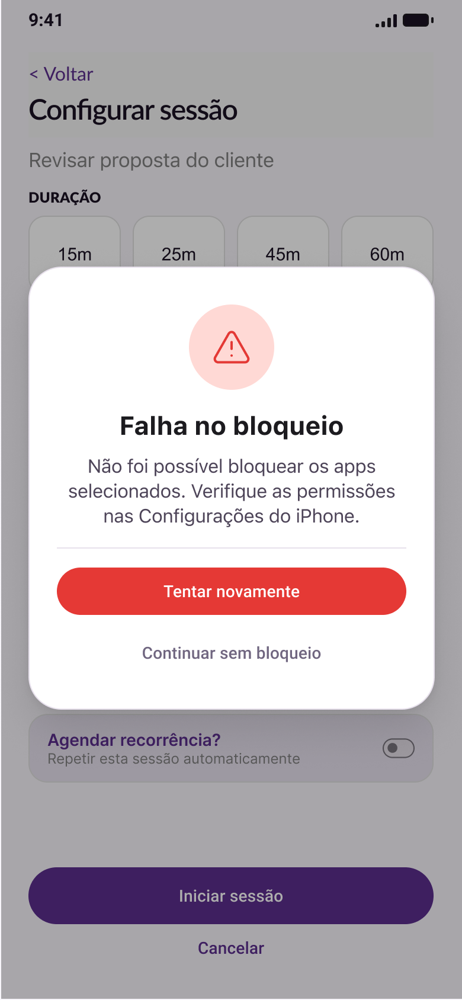 9:41
< Voltar
Configurar sessão
Revisar proposta do cliente
DURAÇÃO
15m 25m 45m 60m
Falha no bloqueio
Não foi possível bloquear os apps
selecionados. Verifique as permissões
nas Configurações do iPhone.
Tentar novamente
Continuar sem bloqueio
Agendar recorrência?
Repetir esta sessão automaticamente
Iniciar sessão
Cancelar